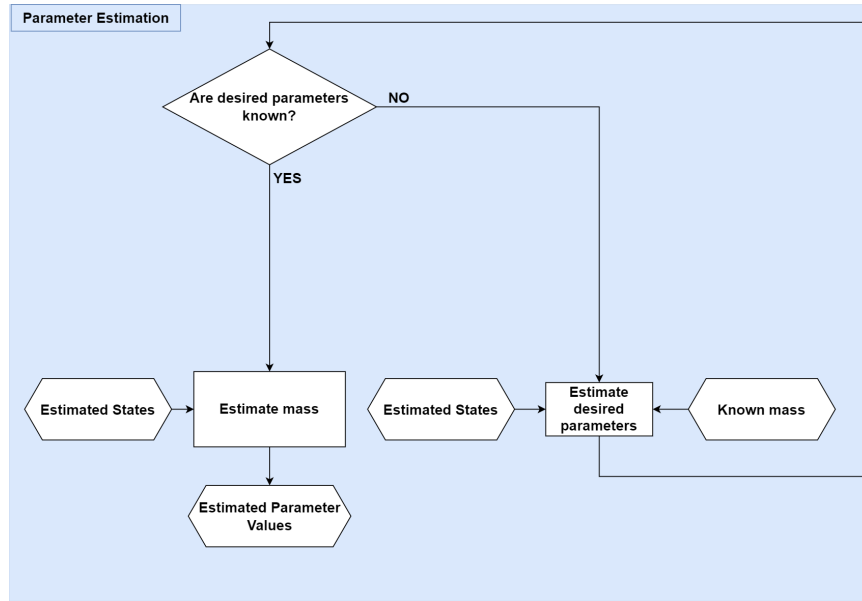 Parameter Estimation
Are desired parameters
known?
NO
YES
Estimated States
Estimate mass
Estimated States
Estimate
desired
parameters
Known mass
Estimated Parameter
Values